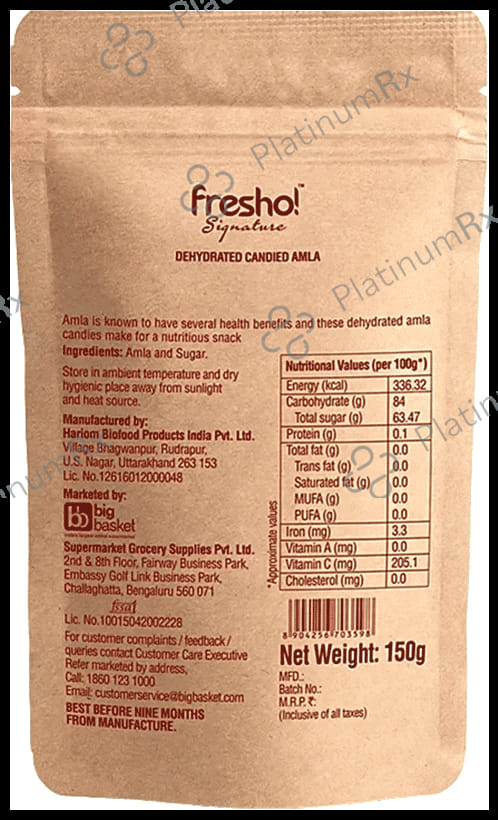 PlatinumRx
PlatinumRx
PlatinumRx
PlatinumRx
fresho!™
Signature
DEHYDRATED CANDIED AMLA
Amla is known to have several health benefits and these dehydrated amla
candies make for a nutritious snack
Ingredients: Amla and Sugar.
Store in ambient temperature and dry
hygienic place away from sunlight
and heat source.
Manufactured by:
Hariom Biofood Products India Pvt. Ltd.
Village Bhagwanpur, Rudrapur,
U.S. Nagar, Uttarakhand 263 153
Lic. No.12616012000048
Marketed by:
bb big
basket
Supermarket Grocery Supplies Pvt. Ltd.
2nd & 8th Floor, Fairway Business Park,
Embassy Golf Link Business Park,
Challaghatta, Bengaluru 560 071
fssai
Lic. No.10015042002228
For customer complaints / feedback /
queries contact Customer Care Executive
Refer marketed by address,
Call: 1860 123 1000
Email: customerservice@bigbasket.com
BEST BEFORE NINE MONTHS
FROM MANUFACTURE.
Nutritional Values (per 100g*)
Energy (kcal) 336.32
Carbohydrate (g) 84
Total sugar (g) 63.47
Protein (g) 0.1
Total fat (g) 0.0
Trans fat (g) 0.0
Saturated fat (g) 0.0
MUFA (g) 0.0
PUFA (g) 0.0
Iron (mg) 3.3
Vitamin A (mg) 0.0
Vitamin C (mg) 205.1
Cholesterol (mg) 0.0
*Approximate values
8 904256 703598
Net Weight: 150g
MFD.:
Batch No.:
M.R.P. ₹:
(Inclusive of all taxes)